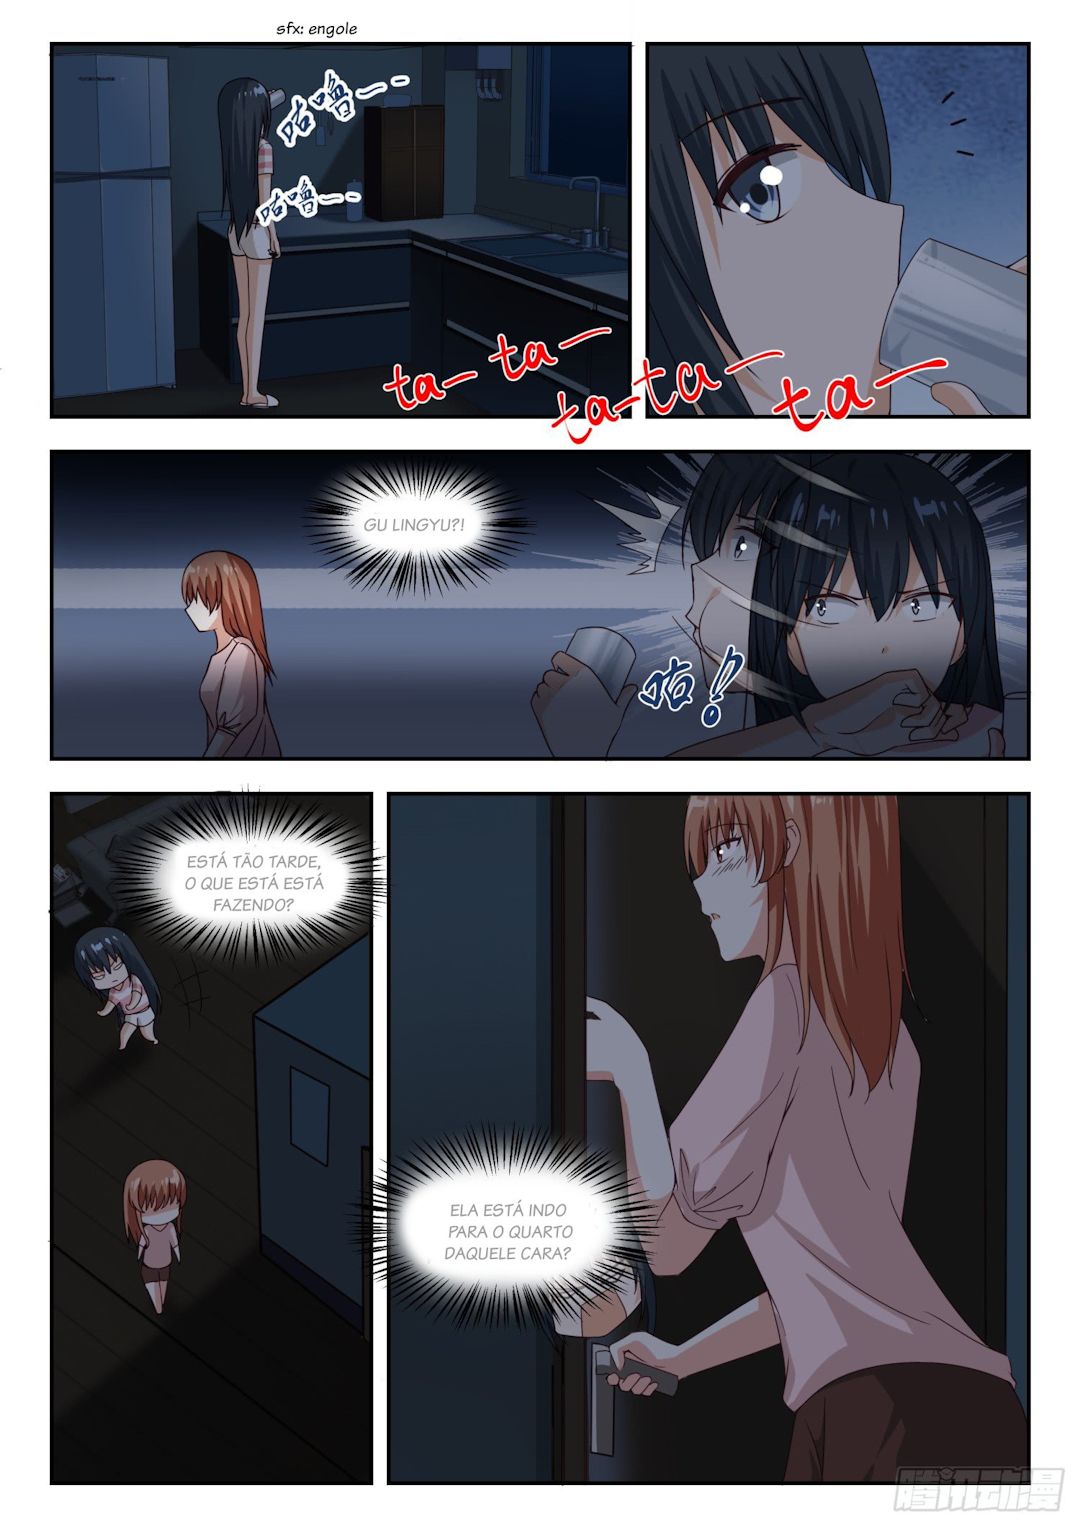 sfx: engole
咕噜——
咕噜——
ta— ta—
ta—ta—
ta—
GU LINGYU?!
咕!
ESTÁ TÃO TARDE,
O QUE ESTÁ ESTÁ
FAZENDO?
ELA ESTÁ INDO
PARA O QUARTO
DAQUELE CARA?
腾讯动漫